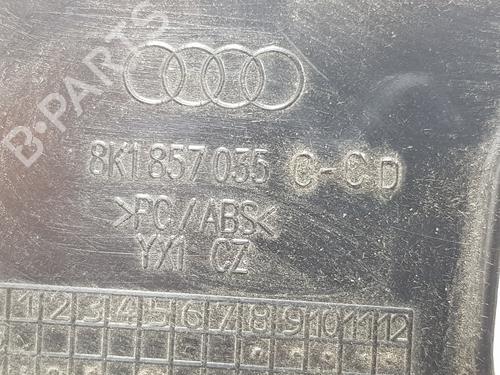 B-PARTS
8K1 857 035 C-CD
>PC/ABS<
YX1-CZ
1 2 3 4 5 6 7 8 9 10 11 12